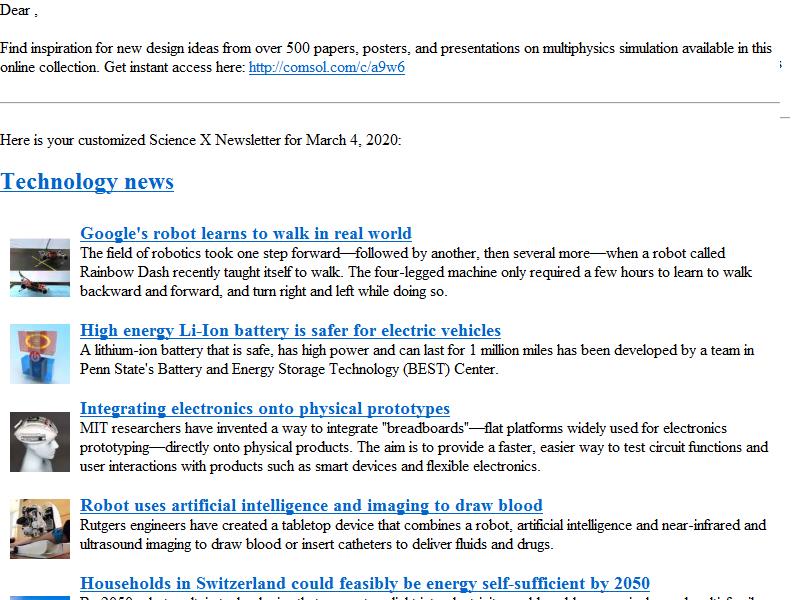 Dear ,
Find inspiration for new design ideas from over 500 papers, posters, and presentations on multiphysics simulation available in this
online collection. Get instant access here: http://comsol.com/c/a9w6
Here is your customized Science X Newsletter for March 4, 2020:
Technology news
Google's robot learns to walk in real world
The field of robotics took one step forward—followed by another, then several more—when a robot called
Rainbow Dash recently taught itself to walk. The four-legged machine only required a few hours to learn to walk
backward and forward, and turn right and left while doing so.
High energy Li-Ion battery is safer for electric vehicles
A lithium-ion battery that is safe, has high power and can last for 1 million miles has been developed by a team in
Penn State's Battery and Energy Storage Technology (BEST) Center.
Integrating electronics onto physical prototypes
MIT researchers have invented a way to integrate "breadboards"—flat platforms widely used for electronics
prototyping—directly onto physical products. The aim is to provide a faster, easier way to test circuit functions and
user interactions with products such as smart devices and flexible electronics.
Robot uses artificial intelligence and imaging to draw blood
Rutgers engineers have created a tabletop device that combines a robot, artificial intelligence and near-infrared and
ultrasound imaging to draw blood or insert catheters to deliver fluids and drugs.
Households in Switzerland could feasibly be energy self-sufficient by 2050